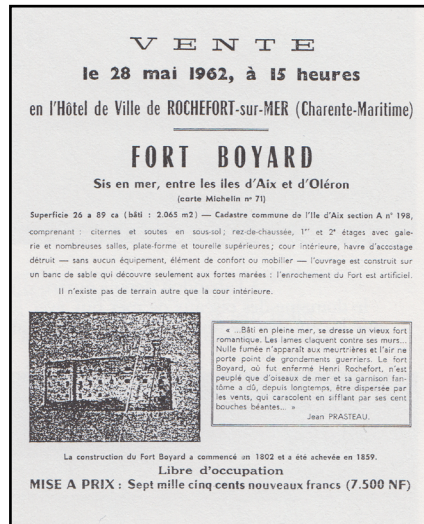 VENTE
le 28 mai 1962, à 15 heures
en l'Hôtel de Ville de ROCHEFORT-sur-MER (Charente-Maritime)
FORT BOYARD
Sis en mer, entre les iles d'Aix et d'Oléron
(carte Michelin n° 71)
Superficie 26 a 89 ca (bâti : 2.065 m2) — Cadastre commune de l'Ile d'Aix section A n° 198,
comprenant : citernes et soutes en sous-sol; rez-de-chaussée, 1er et 2e étages avec gale-
rie et nombreuses salles, plate-forme et tourelle supérieures; cour intérieure, havre d'accostage
détruit — sans aucun équipement, élément de confort ou mobilier — l'ouvrage est construit sur
un banc de sable qui découvre seulement aux fortes marées : l'enrochement du Fort est artificiel.
Il n'existe pas de terrain autre que la cour intérieure.
« ...Bâti en pleine mer, se dresse un vieux fort
romantique. Les lames claquent contre ses murs...
Nulle fumée n'apparaît aux meurtrières et l'air ne
porte point de grondements guerriers. Le fort
Boyard, où fut enfermé Henri Rochefort, n'est
peuplé que d'oiseaux de mer et sa garnison fan-
tôme a dû, depuis longtemps, être dispersée par
les vents, qui caracolent en sifflant par ses cent
bouches béantes... »
Jean PRASTEAU.
La construction du Fort Boyard a commencé en 1802 et a été achevée en 1859.
Libre d'occupation
MISE A PRIX : Sept mille cinq cents nouveaux francs (7.500 NF)